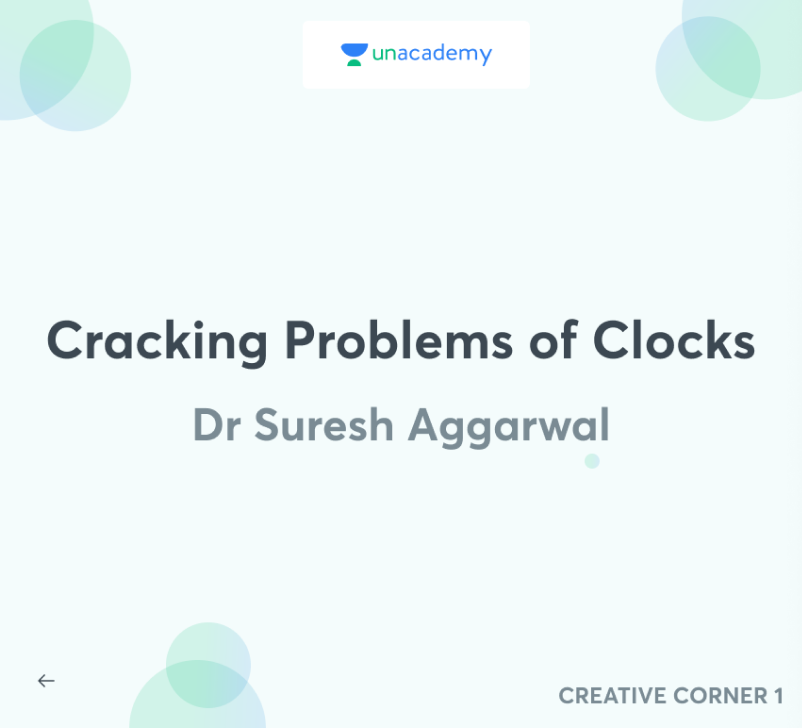 unacademy
Cracking Problems of Clocks
Dr Suresh Aggarwal
CREATIVE CORNER 1